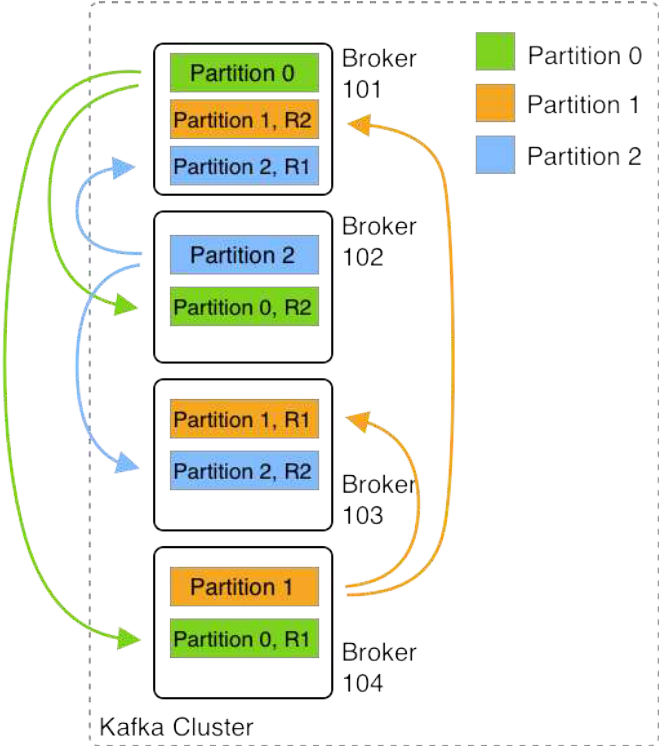 Partition 0
Partition 1, R2
Partition 2, R1
Broker
101
Partition 2
Partition 0, R2
Broker
102
Partition 1, R1
Partition 2, R2
Broker
103
Partition 1
Partition 0, R1
Broker
104
Partition 0
Partition 1
Partition 2
Kafka Cluster